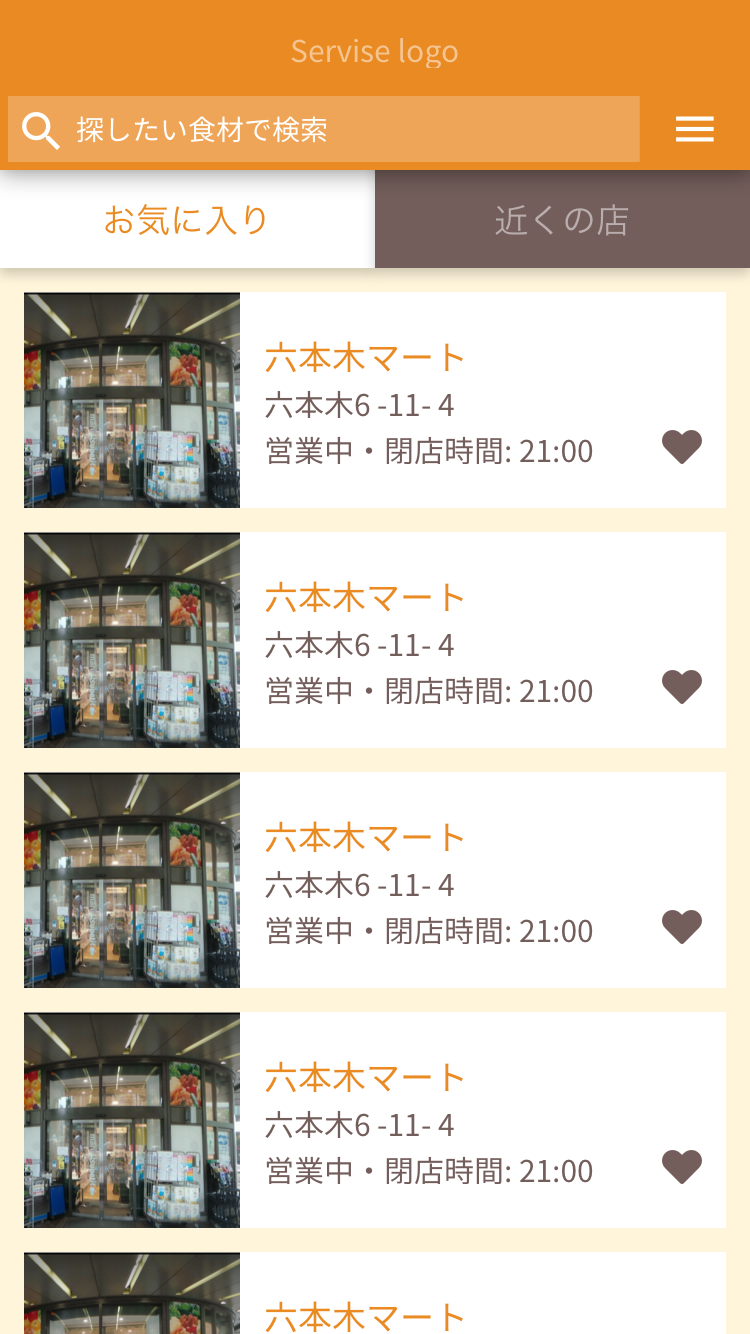 Servise logo
探したい食材で検索
お気に入り
近くの店
六本木マート
六本木6 -11- 4
営業中・閉店時間: 21:00
六本木マート
六本木6 -11- 4
営業中・閉店時間: 21:00
六本木マート
六本木6 -11- 4
営業中・閉店時間: 21:00
六本木マート
六本木6 -11- 4
営業中・閉店時間: 21:00
六本木マート